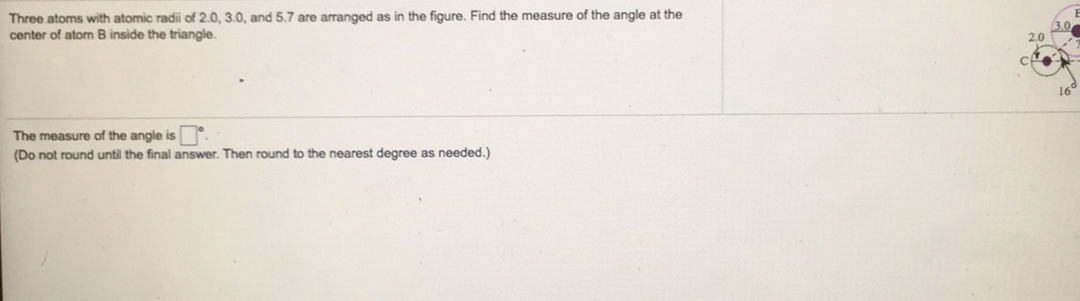 Three atoms with atomic radii of 2.0, 3.0, and 5.7 are arranged as in the figure. Find the measure of the angle at the
center of atom B inside the triangle.
3.0
2.0
C
16°
The measure of the angle is °.
(Do not round until the final answer. Then round to the nearest degree as needed.)